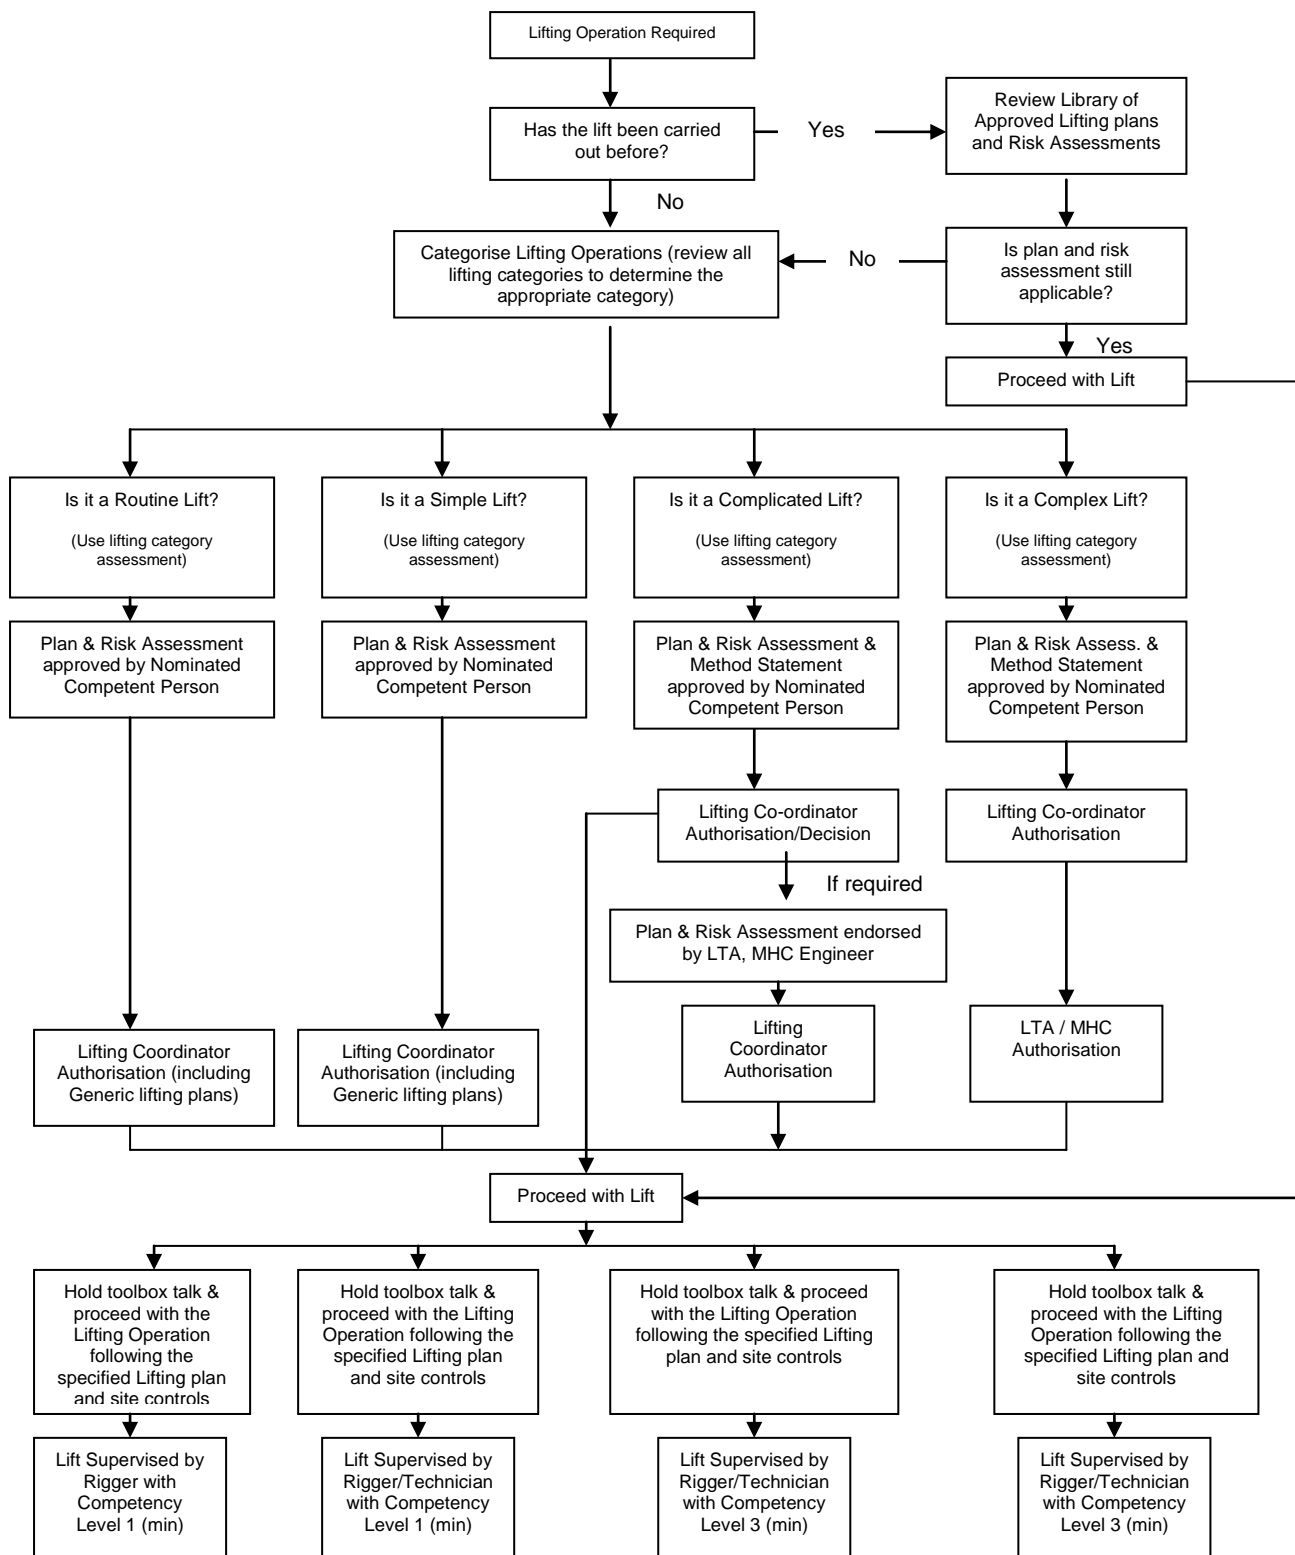 Lifting Operation Required
Has the lift been carried
out before?
Yes
Review Library of
Approved Lifting plans
and Risk Assessments
No
Categorise Lifting Operations (review all
lifting categories to determine the
appropriate category)
No
Is plan and risk
assessment still
applicable?
Yes
Proceed with Lift
Is it a Routine Lift?
(Use lifting category
assessment)
Is it a Simple Lift?
(Use lifting category
assessment)
Is it a Complicated Lift?
(Use lifting category
assessment)
Is it a Complex Lift?
(Use lifting category
assessment)
Plan & Risk Assessment
approved by Nominated
Competent Person
Plan & Risk Assessment
approved by Nominated
Competent Person
Plan & Risk Assessment &
Method Statement
approved by Nominated
Competent Person
Plan & Risk Assess. &
Method Statement
approved by Nominated
Competent Person
Lifting Co-ordinator
Authorisation/Decision
Lifting Co-ordinator
Authorisation
If required
Plan & Risk Assessment endorsed
by LTA, MHC Engineer
Lifting Coordinator
Authorisation (including
Generic lifting plans)
Lifting Coordinator
Authorisation (including
Generic lifting plans)
Lifting
Coordinator
Authorisation
LTA / MHC
Authorisation
Proceed with Lift
Hold toolbox talk &
proceed with the
Lifting Operation
following the
specified Lifting plan
and site controls
Hold toolbox talk &
proceed with the Lifting
Operation following the
specified Lifting plan
and site controls
Hold toolbox talk & proceed
with the Lifting Operation
following the specified Lifting
plan and site controls
Hold toolbox talk &
proceed with the Lifting
Operation following the
specified Lifting plan and
site controls
Lift Supervised by
Rigger with
Competency
Level 1 (min)
Lift Supervised by
Rigger/Technician
with Competency
Level 1 (min)
Lift Supervised by
Rigger/Technician
with Competency
Level 3 (min)
Lift Supervised by
Rigger/Technician
with Competency
Level 3 (min)